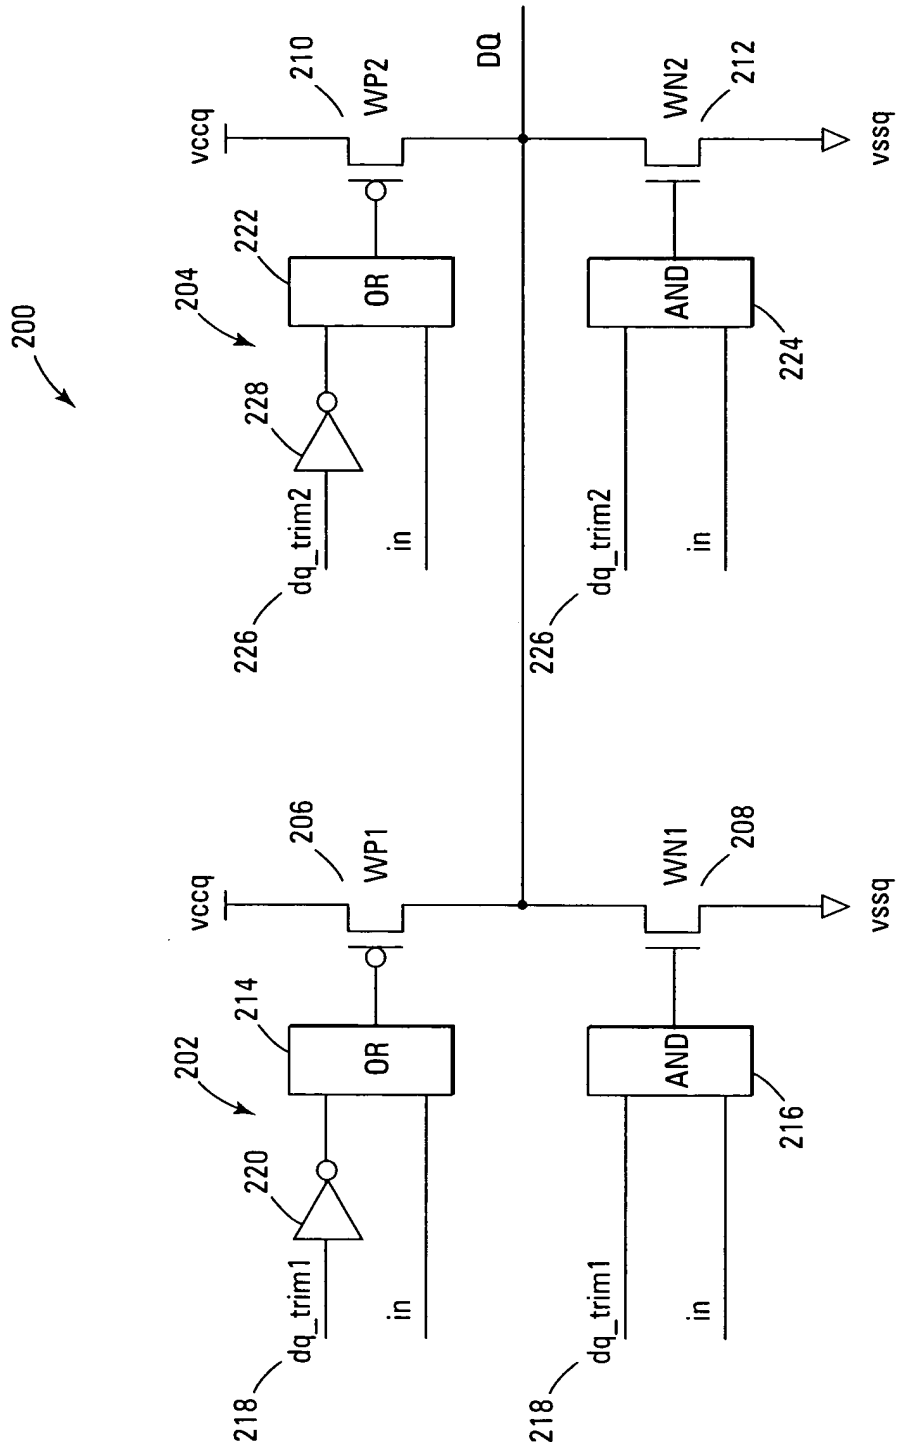 200
202
vccq
204
vccq
218
220
214
226
228
222
dq_trim1
206
dq_trim2
210
OR
WP1
OR
WP2
in
in
DQ
218
226
dq_trim1
dq_trim2
AND
WN1
AND
WN2
in
in
208
212
216
224
vssq
vssq